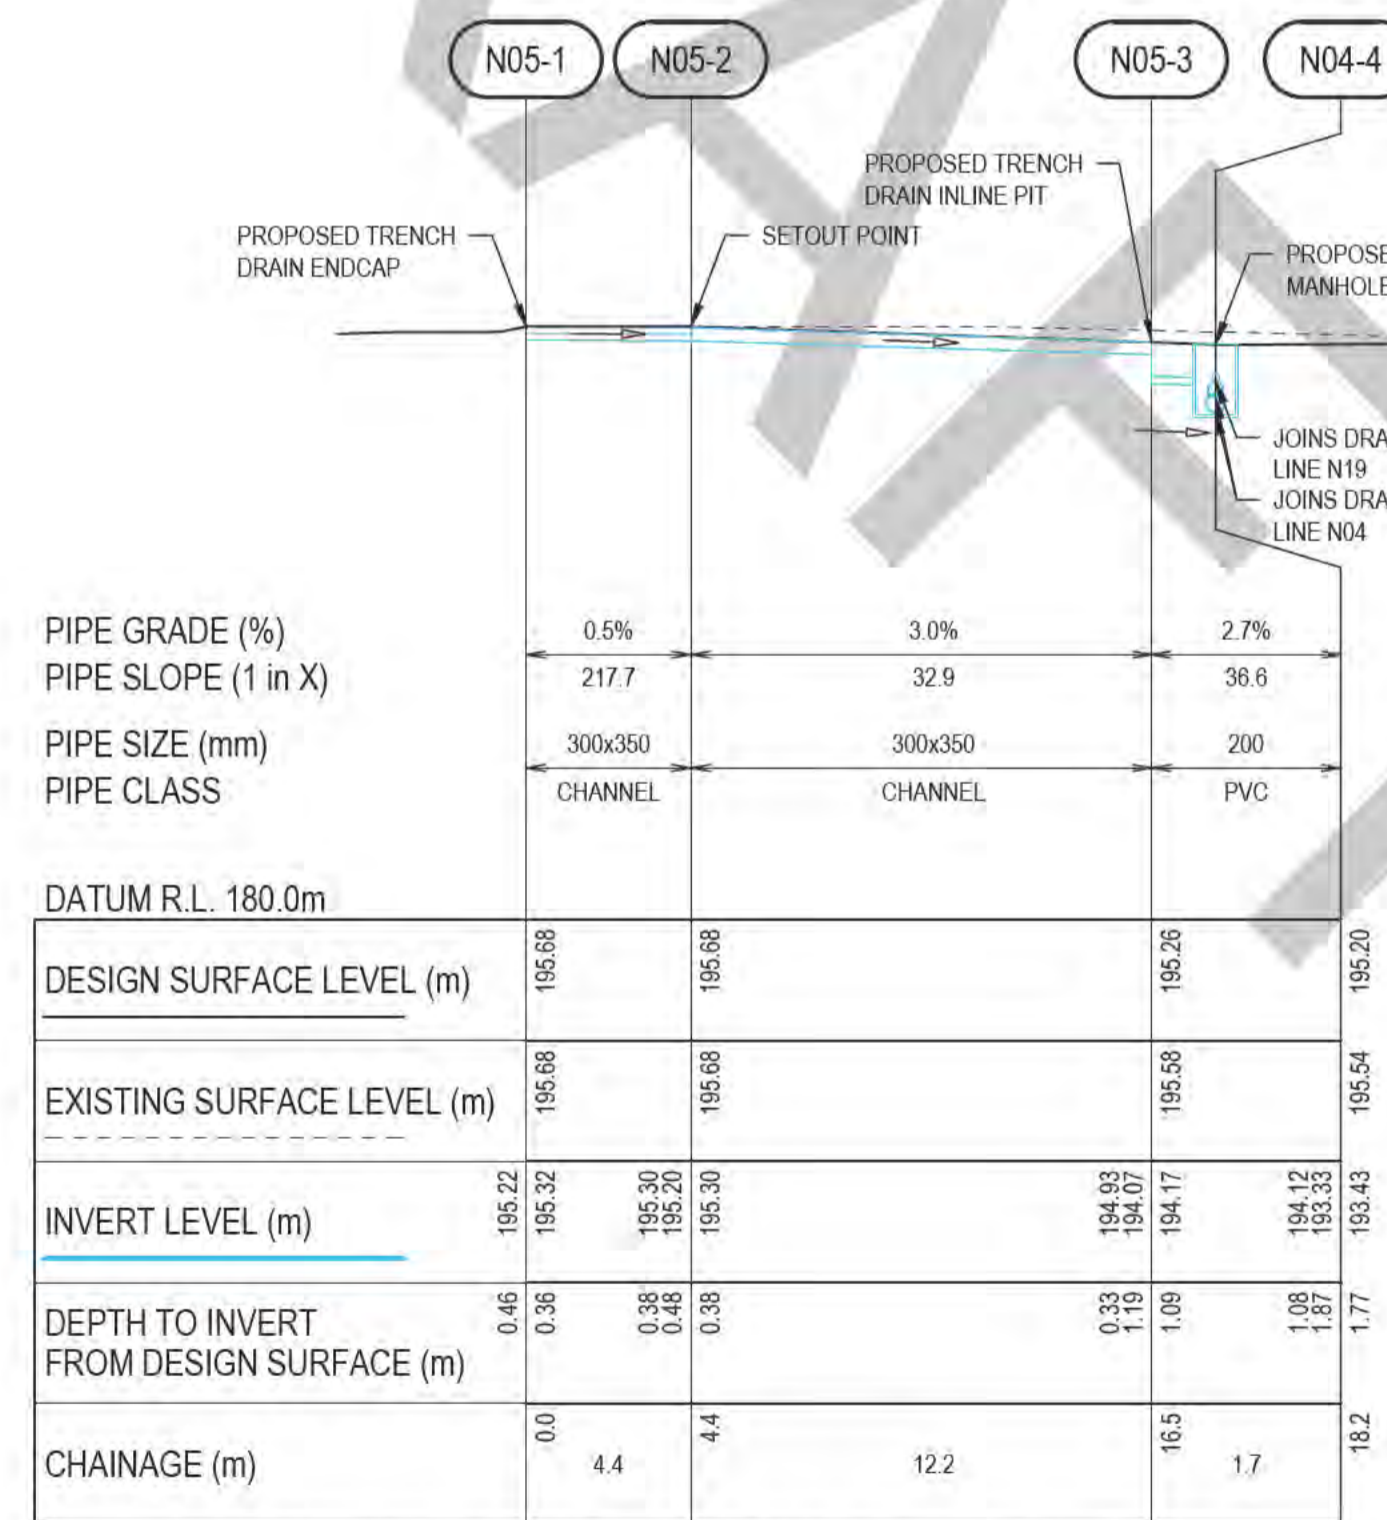 N05-1
N05-2
N05-3
N04-4
PROPOSED TRENCH
DRAIN INLINE PIT
PROPOSED TRENCH
DRAIN ENDCAP
SETOUT POINT
PROPOSE
MANHOLE
JOINS DRA
LINE N19
JOINS DRA
LINE N04
PIPE GRADE (%) 0.5% 3.0% 2.7%
PIPE SLOPE (1 in X) 217.7 32.9 36.6
PIPE SIZE (mm) 300x350 300x350 200
PIPE CLASS CHANNEL CHANNEL PVC
DATUM R.L. 180.0m
DESIGN SURFACE LEVEL (m) 195.68 195.68 195.26 195.20
EXISTING SURFACE LEVEL (m) 195.68 195.68 195.58 195.54
INVERT LEVEL (m) 195.22 195.32 195.30 195.20 195.30 194.93 194.07 194.17 194.12 193.33 193.43
DEPTH TO INVERT
FROM DESIGN SURFACE (m) 0.46 0.36 0.38 0.48 0.38 0.33 1.19 1.09 1.08 1.87 1.77
CHAINAGE (m) 0.0 4.4 4.4 12.2 16.5 1.7 18.2